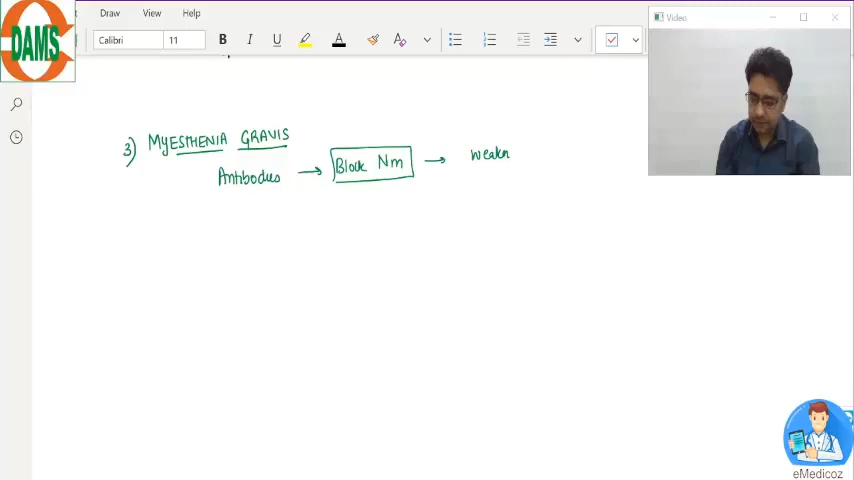 DAMS
Draw View Help
Video
Calibri 11 B I U A A
3) MYESTHENIA GRAVIS
Antibodies → Block Nm → weakn
eMedicoz